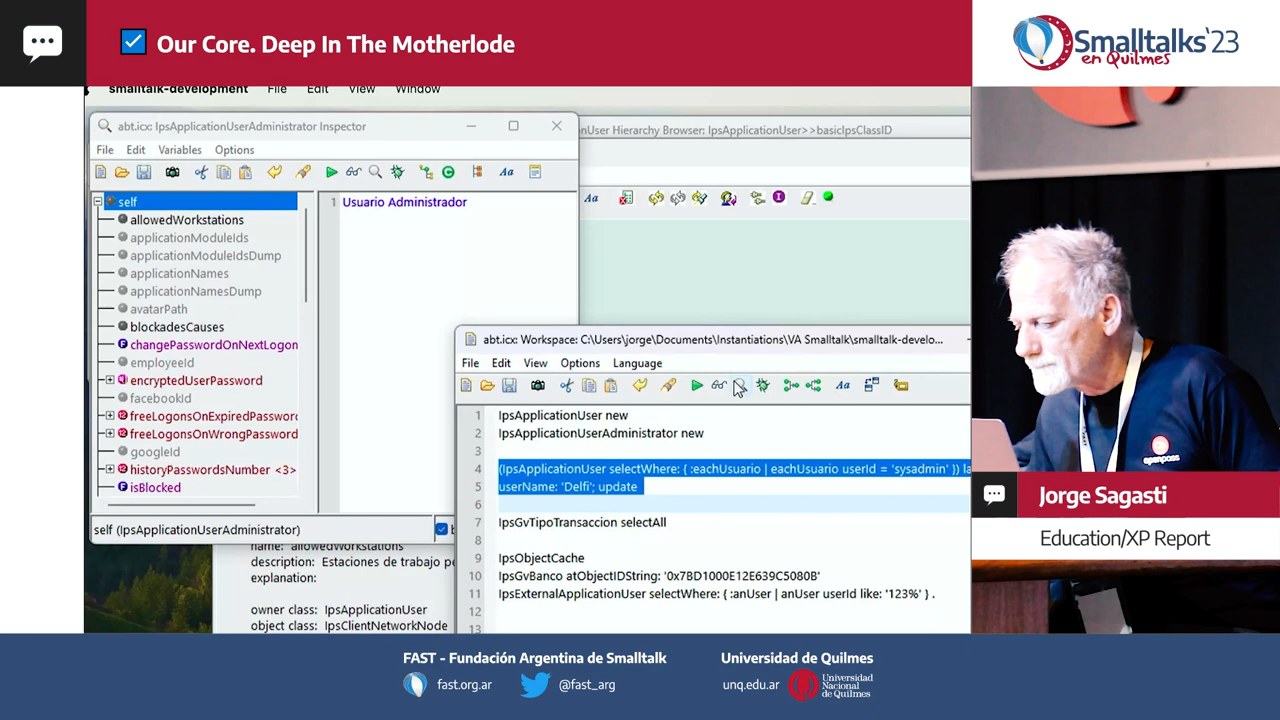 Our Core. Deep In The Motherlode
Smalltalks'23
en Quilmes
smalltalk-development File Edit View Window
abt.icx: IpsApplicationUserAdministrator Inspector
nUser Hierarchy Browser: IpsApplicationUser>>basicIpsClassID
File Edit Variables Options
self
allowedWorkstations
applicationModuleIds
applicationModuleIdsDump
applicationNames
applicationNamesDump
avatarPath
blockadesCauses
changePasswordOnNextLogon
employeeId
encryptedUserPassword
facebookId
freeLogonsOnExpiredPassword
freeLogonsOnWrongPassword
googleId
historyPasswordsNumber <3>
isBlocked
1 Usuario Administrador
self (IpsApplicationUserAdministrator)
name: allowedWorkstations
description: Estaciones de trabajo pe
explanation:
owner class: IpsApplicationUser
object class: IpsClientNetworkNode
abt.icx: Workspace: C:\Users\jorge\Documents\Instantiations\VA Smalltalk\smalltalk-develo...
File Edit View Options Language
1 IpsApplicationUser new
2 IpsApplicationUserAdministrator new
3
4 (IpsApplicationUser selectWhere: { :eachUsuario | eachUsuario userId = 'sysadmin' }) la
5 userName: 'Delfi'; update
6
7 IpsGvTipoTransaccion selectAll
8
9 IpsObjectCache
10 IpsGvBanco atObjectIDString: '0x7BD1000E12E639C5080B'
11 IpsExternalApplicationUser selectWhere: { :anUser | anUser userId like: '123%' } .
12
13
openpass
Jorge Sagasti
Education/XP Report
FAST - Fundación Argentina de Smalltalk
fast.org.ar
@fast_arg
Universidad de Quilmes
unq.edu.ar
Universidad
Nacional
de Quilmes